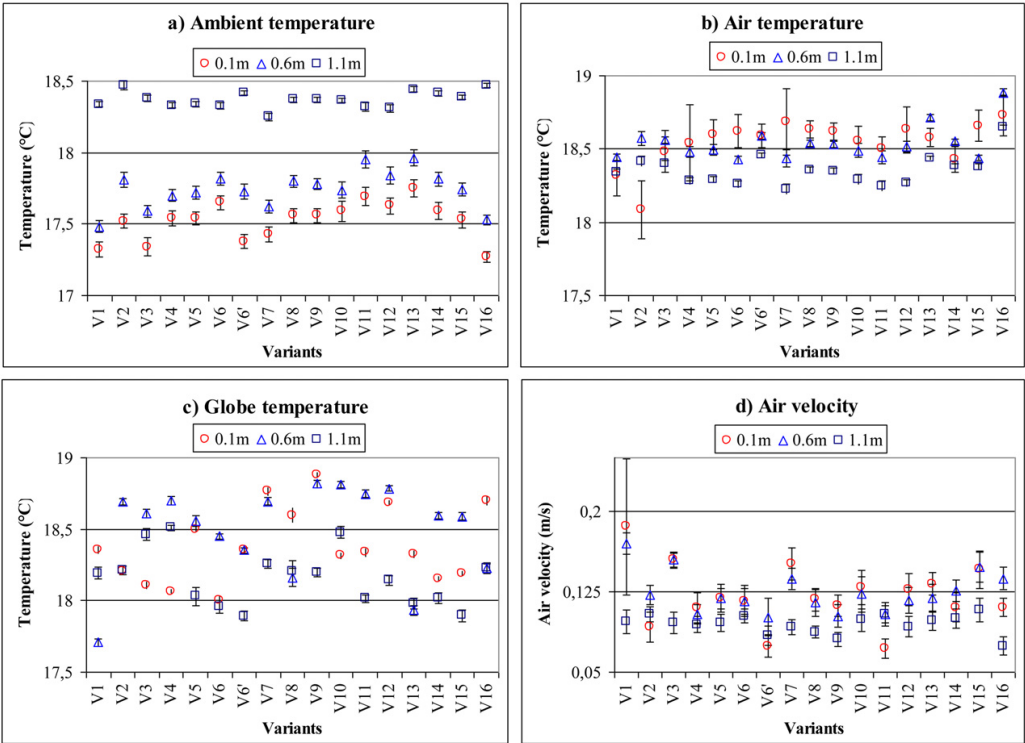 a) Ambient temperature
0.1m 0.6m 1.1m
Temperature (°C)
18,5
18
17,5
17
V1 V2 V3 V4 V5 V6 V6' V7 V8 V9 V10 V11 V12 V13 V14 V15 V16
Variants
b) Air temperature
0.1m 0.6m 1.1m
Temperature (°C)
19
18,5
18
17,5
V1 V2 V3 V4 V5 V6 V6' V7 V8 V9 V10 V11 V12 V13 V14 V15 V16
Variants
c) Globe temperature
0.1m 0.6m 1.1m
Temperature (°C)
19
18,5
18
17,5
V1 V2 V3 V4 V5 V6 V6' V7 V8 V9 V10 V11 V12 V13 V14 V15 V16
Variants
d) Air velocity
0.1m 0.6m 1.1m
Air velocity (m/s)
0,2
0,125
0,05
V1 V2 V3 V4 V5 V6 V6' V7 V8 V9 V10 V11 V12 V13 V14 V15 V16
Variants